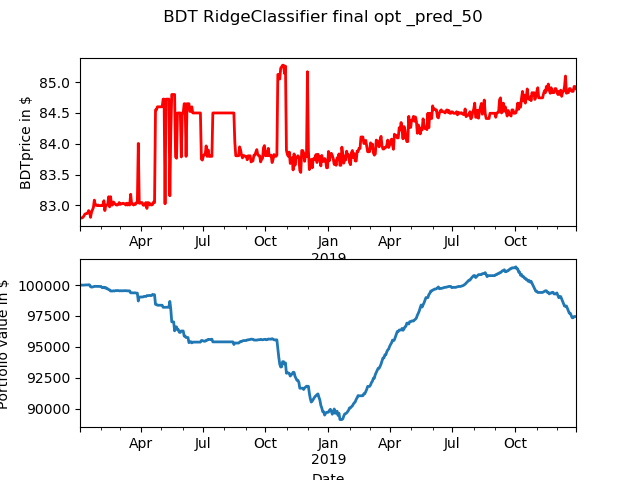 BDT RidgeClassifier final opt _pred_50
BDTprice in $
85.0
84.5
84.0
83.5
83.0
Apr Jul Oct Jan Apr Jul Oct
2019
Portfolio value in $
100000
97500
95000
92500
90000
Apr Jul Oct Jan Apr Jul Oct
2019
Date